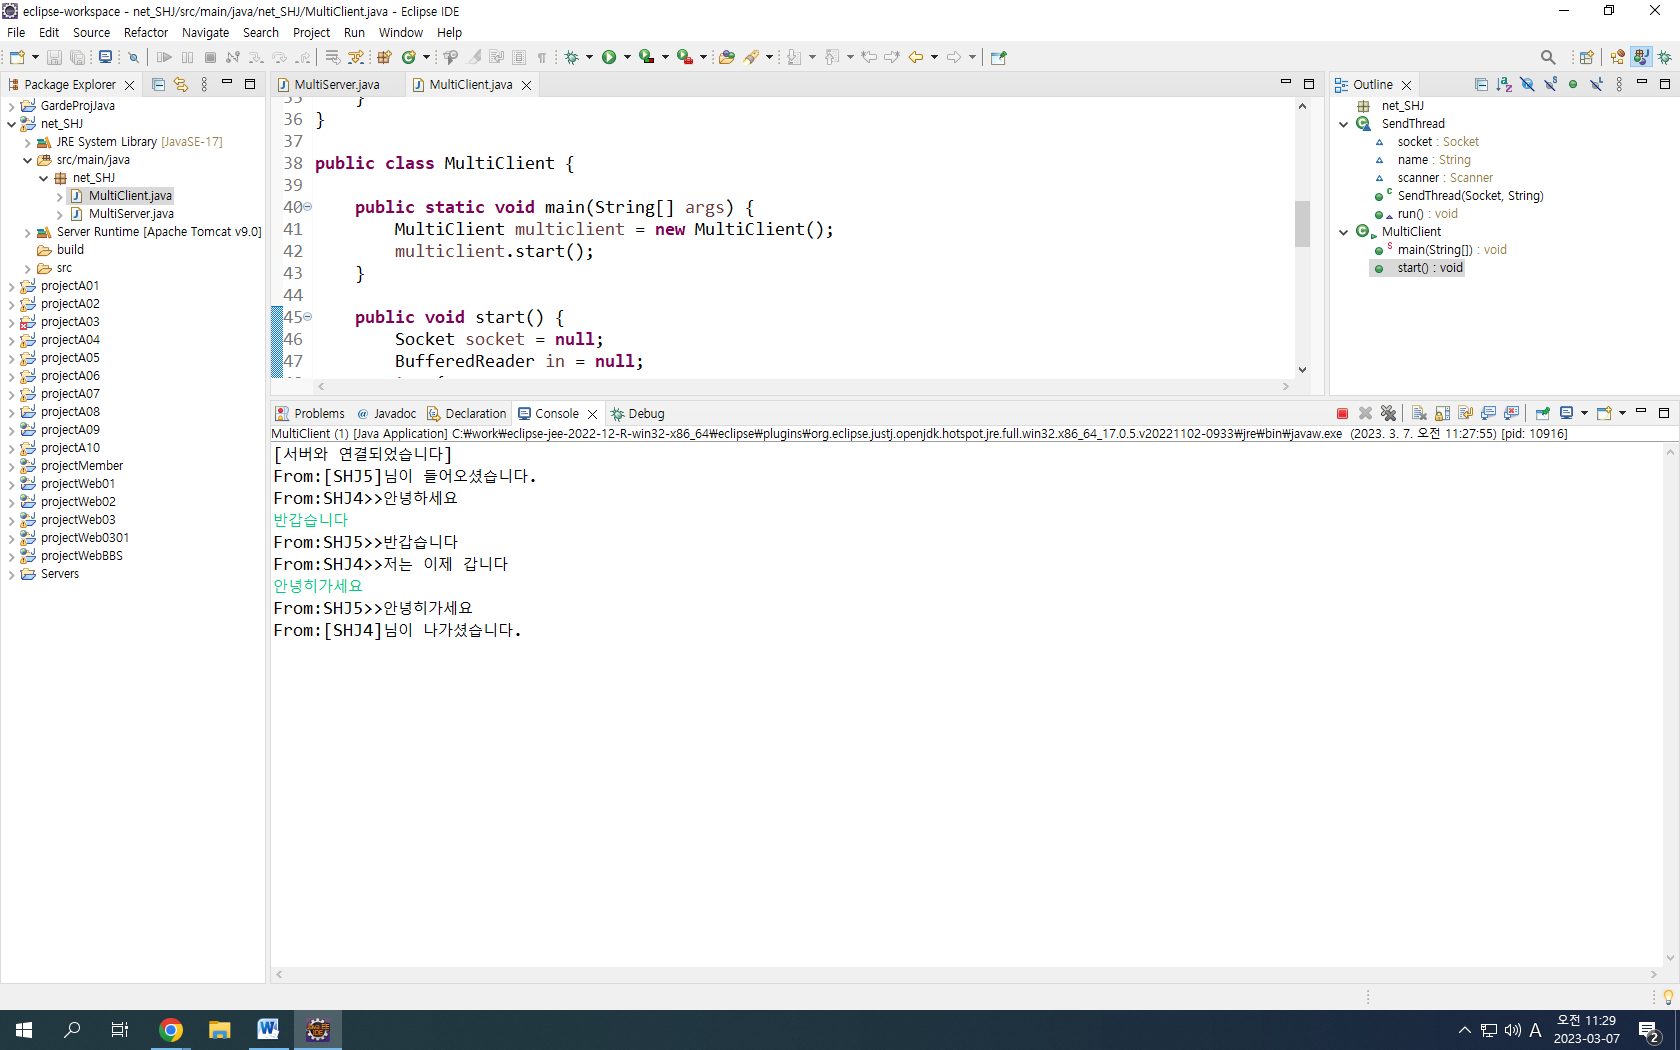 eclipse-workspace - net_SHJ/src/main/java/net_SHJ/MultiClient.java - Eclipse IDE
File Edit Source Refactor Navigate Search Project Run Window Help
Package Explorer
GardeProjJava
net_SHJ
JRE System Library [JavaSE-17]
src/main/java
net_SHJ
MultiClient.java
MultiServer.java
Server Runtime [Apache Tomcat v9.0]
build
src
projectA01
projectA02
projectA03
projectA04
projectA05
projectA06
projectA07
projectA08
projectA09
projectA10
projectMember
projectWeb01
projectWeb02
projectWeb03
projectWeb0301
projectWebBBS
Servers
MultiServer.java MultiClient.java
35 }
36 }
37
38 public class MultiClient {
39
40 public static void main(String[] args) {
41 MultiClient multiclient = new MultiClient();
42 multiclient.start();
43 }
44
45 public void start() {
46 Socket socket = null;
47 BufferedReader in = null;
Outline
net_SHJ
SendThread
socket : Socket
name : String
scanner : Scanner
SendThread(Socket, String)
run() : void
MultiClient
main(String[]) : void
start() : void
Problems Javadoc Declaration Console Debug
MultiClient (1) [Java Application] C:₩work₩eclipse-jee-2022-12-R-win32-x86_64₩eclipse₩plugins₩org.eclipse.justj.openjdk.hotspot.jre.full.win32.x86_64_17.0.5.v20221102-0933₩jre₩bin₩javaw.exe (2023. 3. 7. 오전 11:27:55) [pid: 10916]
[서버와 연결되었습니다]
From:[SHJ5]님이 들어오셨습니다.
From:SHJ4>>안녕하세요
반갑습니다
From:SHJ5>>반갑습니다
From:SHJ4>>저는 이제 갑니다
안녕히가세요
From:SHJ5>>안녕히가세요
From:[SHJ4]님이 나가셨습니다.
A
오전 11:29
2023-03-07
2